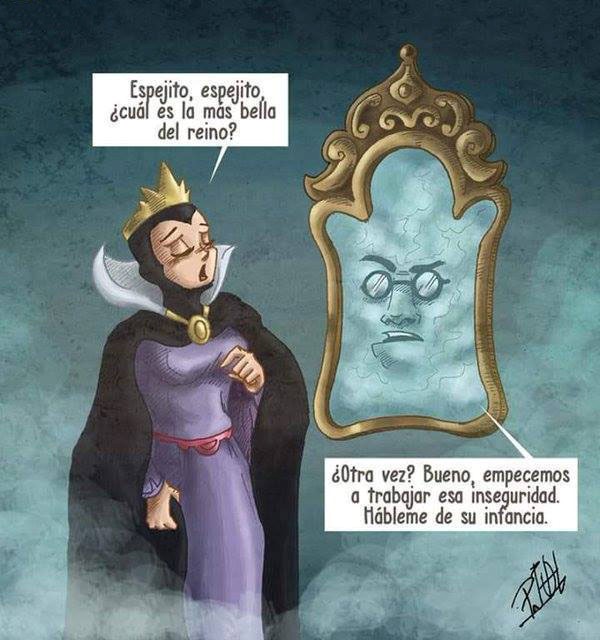 Espejito, espejito,
¿cuál es la más bella
del reino?
¿Otra vez? Bueno, empecemos
a trabajar esa inseguridad.
Hábleme de su infancia.